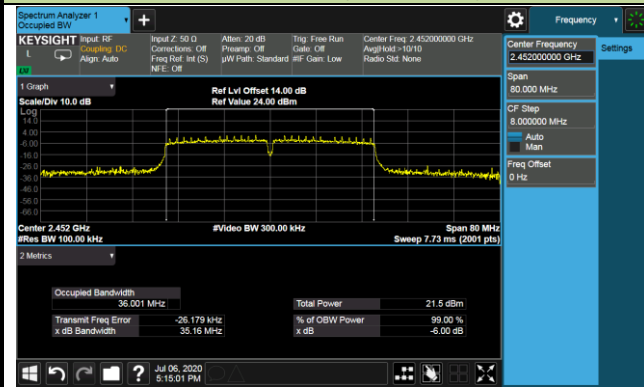 Spectrum Analyzer 1
Occupied BW
Frequency
KEYSIGHT
L
Input: RF
Coupling: DC
Align: Auto
Input Z: 50 Ω
Corrections: Off
Freq Ref: Int (S)
NFE: Off
Atten: 20 dB
Preamp: Off
µW Path: Standard
Trig: Free Run
Gate: Off
#IF Gain: Low
Center Freq: 2.452000000 GHz
Avg|Hold:>10/10
Radio Std: None
Center Frequency
2.452000000 GHz
Settings
Span
80.000 MHz
CF Step
8.000000 MHz
Auto
Man
Freq Offset
0 Hz
1 Graph
Scale/Div 10.0 dB
Ref Lvl Offset 14.00 dB
Ref Value 24.00 dBm
Log
14.0
4.00
-6.00
-16.0
-26.0
-36.0
-46.0
-56.0
-66.0
Center 2.452 GHz
#Res BW 100.00 kHz
#Video BW 300.00 kHz
Span 80 MHz
Sweep 7.73 ms (2001 pts)
2 Metrics
Occupied Bandwidth
36.001 MHz
Total Power 21.5 dBm
Transmit Freq Error -26.179 kHz
% of OBW Power 99.00 %
x dB Bandwidth 35.16 MHz
x dB -6.00 dB
Jul 06, 2020
5:15:01 PM